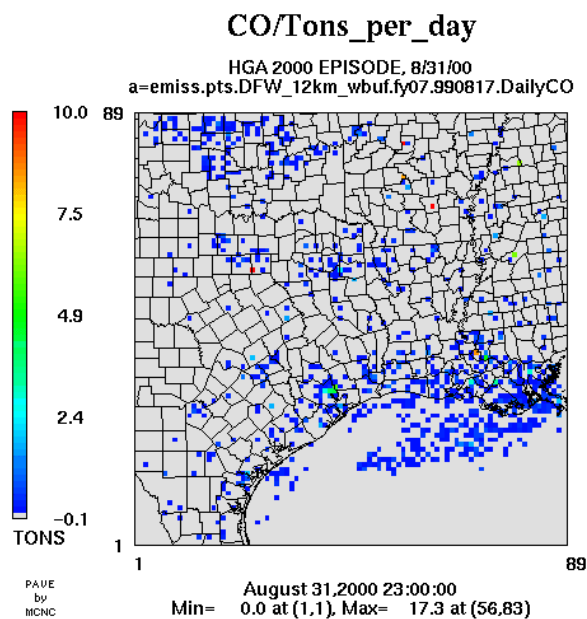 CO/Tons_per_day
HGA 2000 EPISODE, 8/31/00
a=emiss.pts.DFW_12km_wbuf.fy07.990817.DailyCO
10.0
7.5
4.9
2.4
-0.1
TONS
89
1
1
89
PAVE
by
MCNC
August 31,2000 23:00:00
Min= 0.0 at (1,1), Max= 17.3 at (56,83)